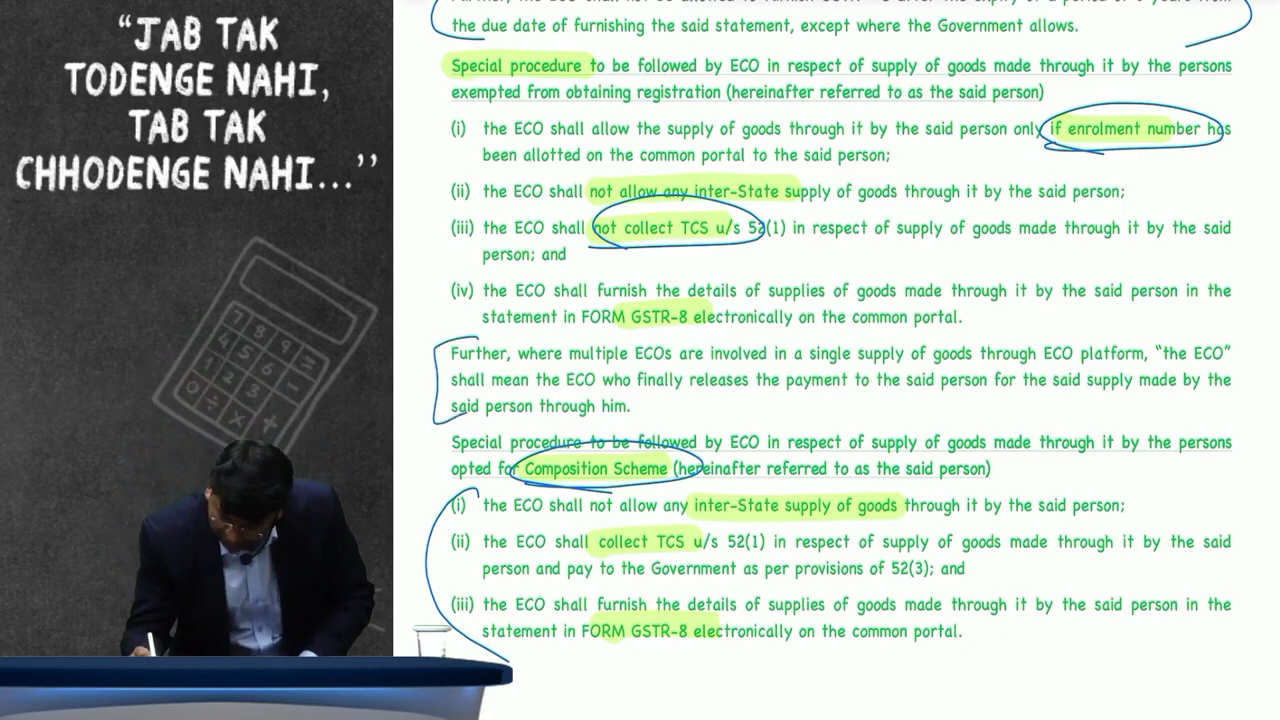 “JAB TAK
TODENGE NAHI,
TAB TAK
CHHODENGE NAHI...’’
the due date of furnishing the said statement, except where the Government allows.
Special procedure to be followed by ECO in respect of supply of goods made through it by the persons
exempted from obtaining registration (hereinafter referred to as the said person)
(i) the ECO shall allow the supply of goods through it by the said person only if enrolment number has
been allotted on the common portal to the said person;
(ii) the ECO shall not allow any inter-State supply of goods through it by the said person;
(iii) the ECO shall not collect TCS u/s 52(1) in respect of supply of goods made through it by the said
person; and
(iv) the ECO shall furnish the details of supplies of goods made through it by the said person in the
statement in FORM GSTR-8 electronically on the common portal.
Further, where multiple ECOs are involved in a single supply of goods through ECO platform, “the ECO”
shall mean the ECO who finally releases the payment to the said person for the said supply made by the
said person through him.
Special procedure to be followed by ECO in respect of supply of goods made through it by the persons
opted for Composition Scheme (hereinafter referred to as the said person)
(i) the ECO shall not allow any inter-State supply of goods through it by the said person;
(ii) the ECO shall collect TCS u/s 52(1) in respect of supply of goods made through it by the said
person and pay to the Government as per provisions of 52(3); and
(iii) the ECO shall furnish the details of supplies of goods made through it by the said person in the
statement in FORM GSTR-8 electronically on the common portal.
7 8 9
4 5 6
1 2 3
0 ÷ × +